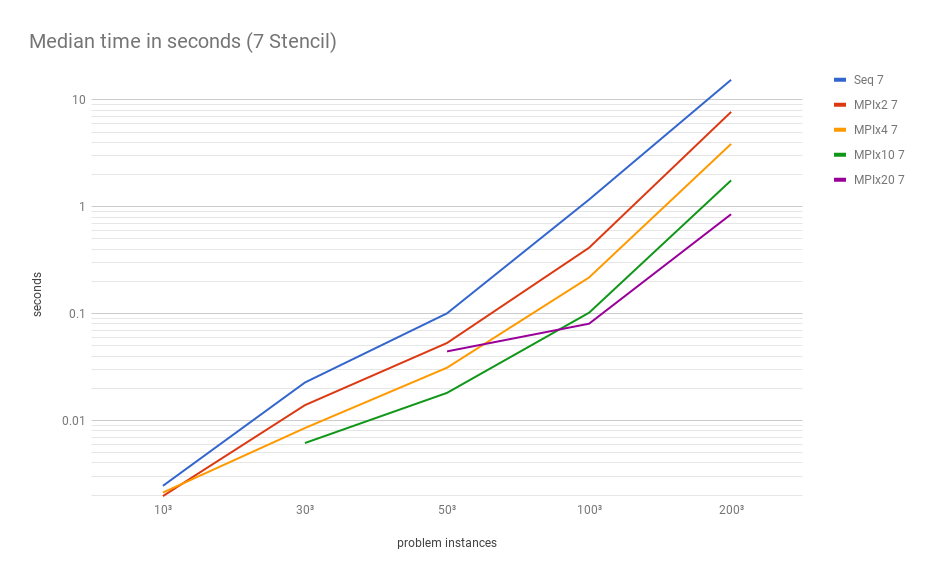 Median time in seconds (7 Stencil)
Seq 7
MPIx2 7
MPIx4 7
MPIx10 7
MPIx20 7
10
1
0.1
0.01
seconds
10³
30³
50³
100³
200³
problem instances